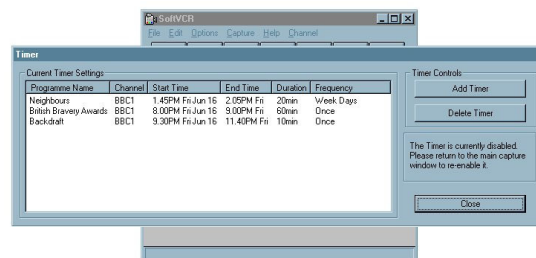 SoftVCR
File Edit Options Capture Help Channel
Timer
Current Timer Settings
Programme Name Channel Start Time End Time Duration Frequency
Neighbours BBC1 1.45PM Fri Jun 16 2.05PM Fri 20min Week Days
British Bravery Awards BBC1 8.00PM Fri Jun 16 9.00PM Fri 60min Once
Backdraft BBC1 9.30PM Fri Jun 16 11.40PM Fri 10min Once
Timer Controls
Add Timer
Delete Timer
The Timer is currently disabled.
Please return to the main capture
window to re-enable it.
Close